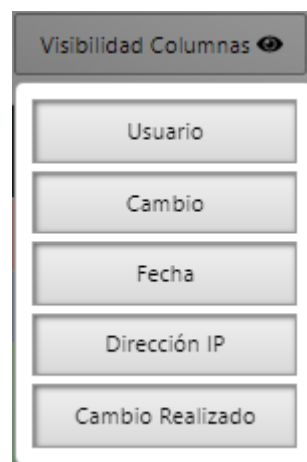 Visibilidad Columnas
Usuario
Cambio
Fecha
Dirección IP
Cambio Realizado